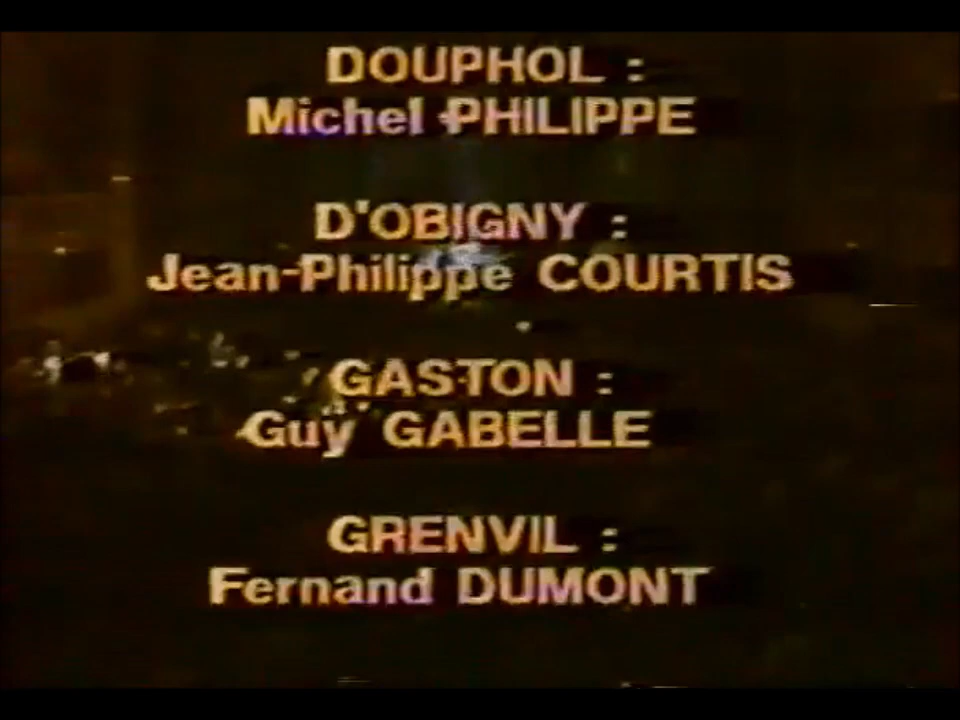 DOUPHOL :
Michel PHILIPPE
D'OBIGNY :
Jean-Philippe COURTIS
GASTON :
Guy GABELLE
GRENVIL :
Fernand DUMONT